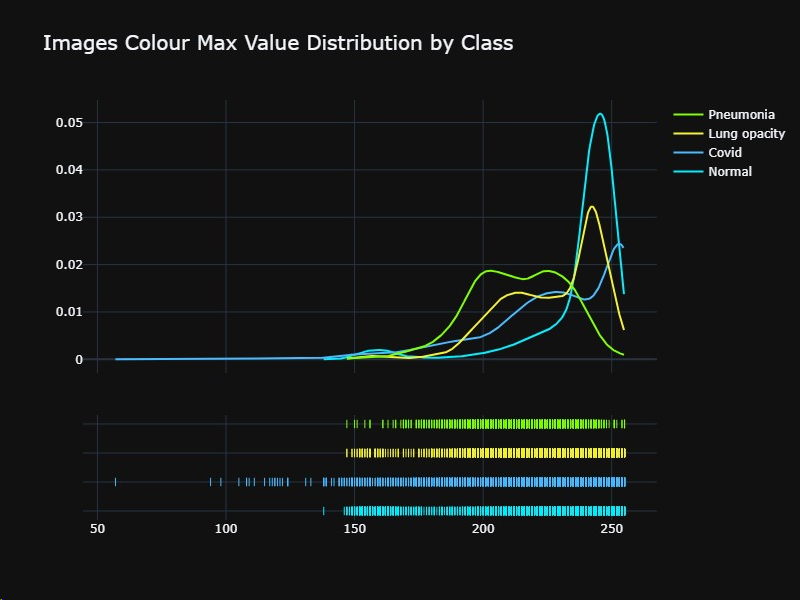 Images Colour Max Value Distribution by Class
0.05
0.04
0.03
0.02
0.01
0
Pneumonia
Lung opacity
Covid
Normal
50
100
150
200
250